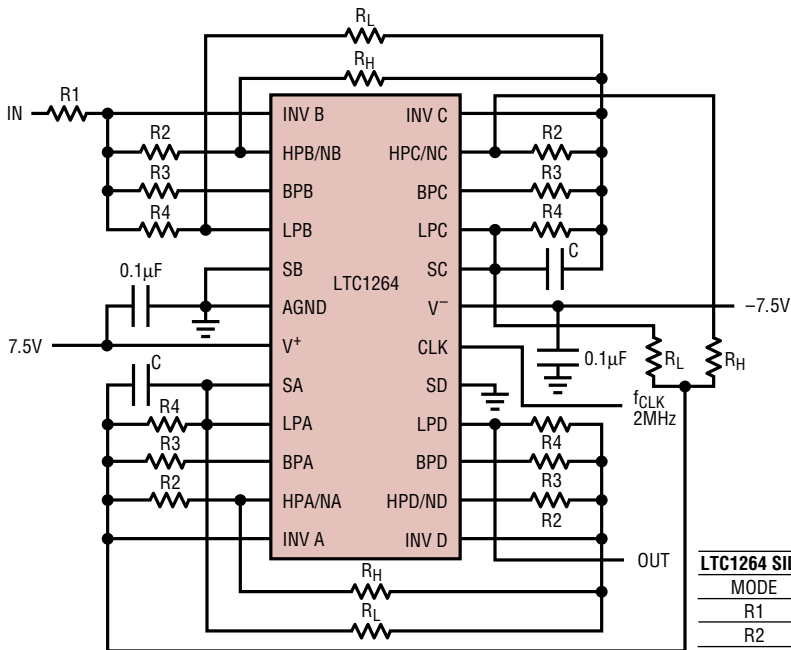 RL
RH
IN
R1
INV B
INV C
R2
HPB/NB
HPC/NC
R2
R3
BPB
BPC
R3
R4
LPB
LPC
R4
0.1µF
SB
SC
C
LTC1264
AGND
V–
–7.5V
7.5V
V+
CLK
0.1µF
RL
RH
C
SA
SD
fCLK
2MHz
R4
LPA
LPD
R4
R3
BPA
BPD
R3
R2
HPA/NA
HPD/ND
R2
INV A
INV D
OUT
RH
RL
LTC1264 SI
MODE
R1
R2